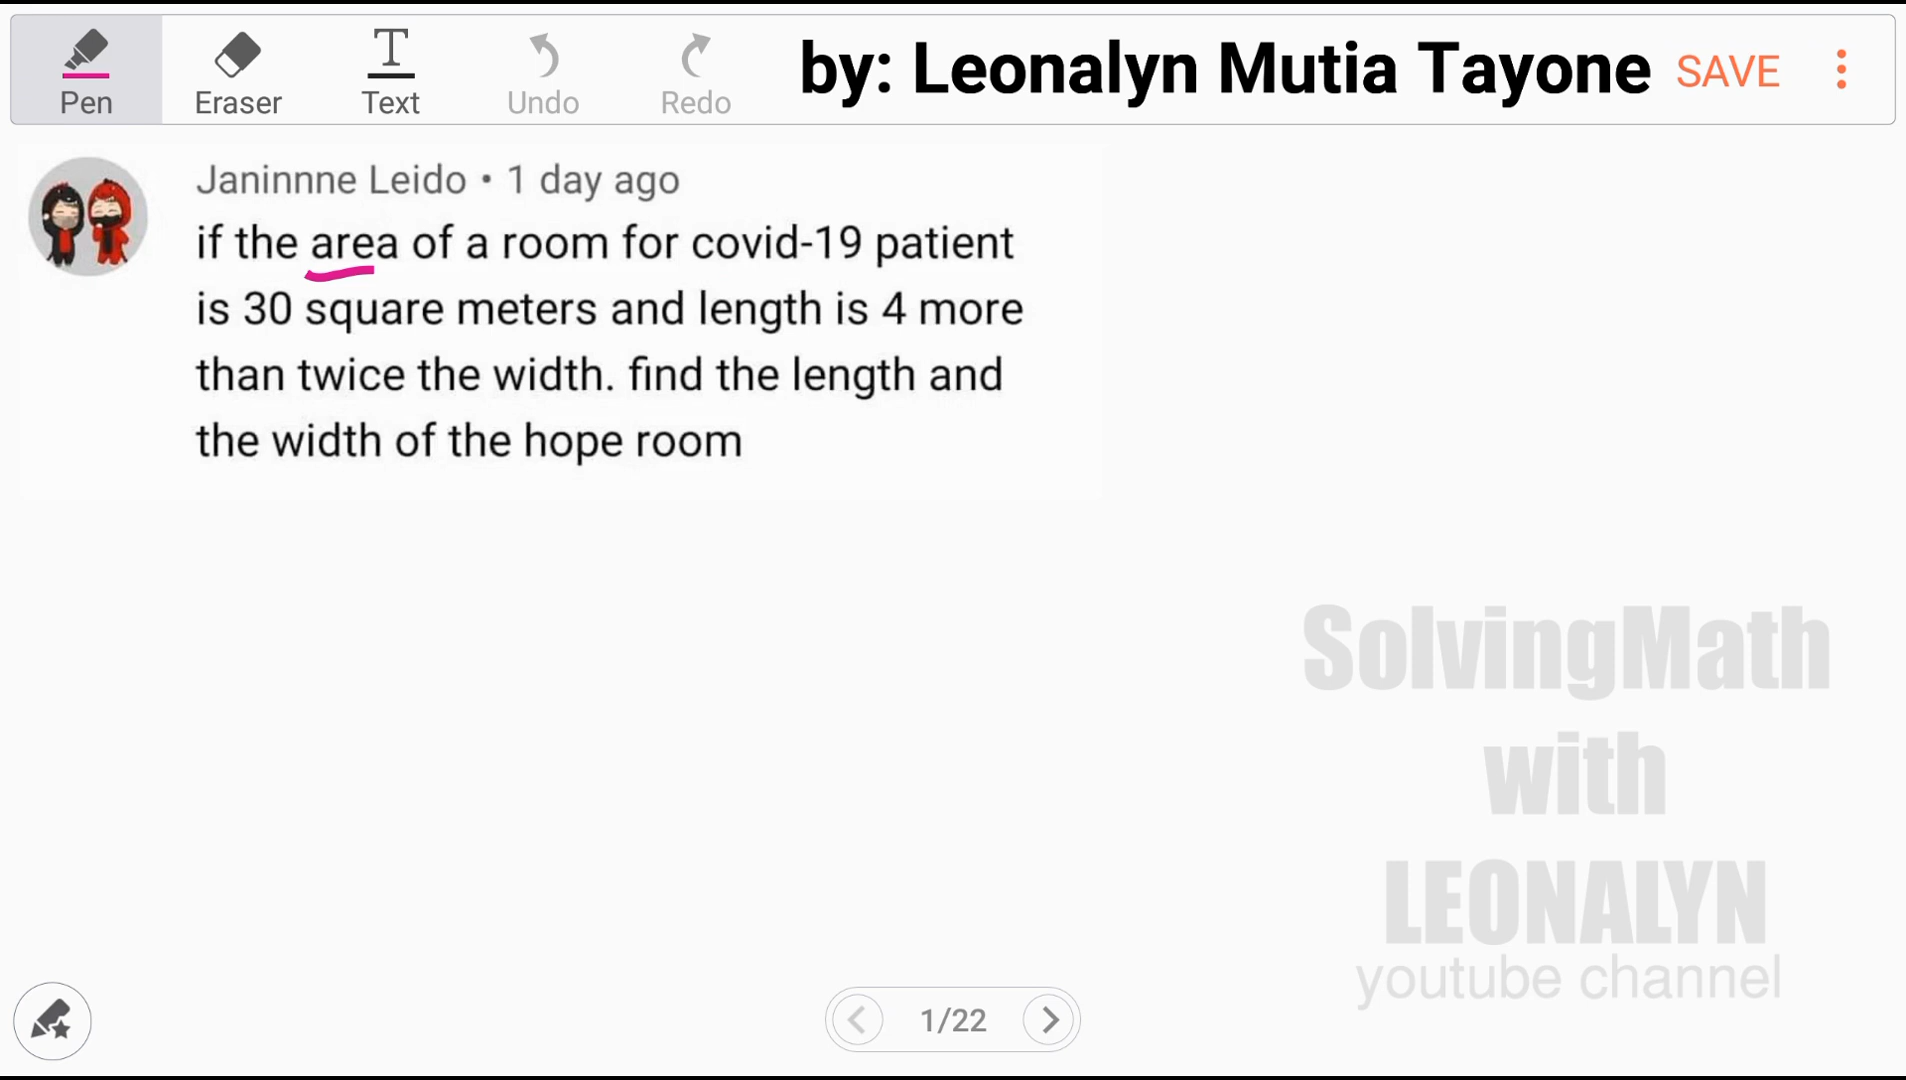 Pen
Eraser
T
Text
Undo
Redo
by: Leonalyn Mutia Tayone
SAVE
Janinnne Leido • 1 day ago
if the area of a room for covid-19 patient
is 30 square meters and length is 4 more
than twice the width. find the length and
the width of the hope room
SolvingMath
with
LEONALYN
youtube channel
1/22